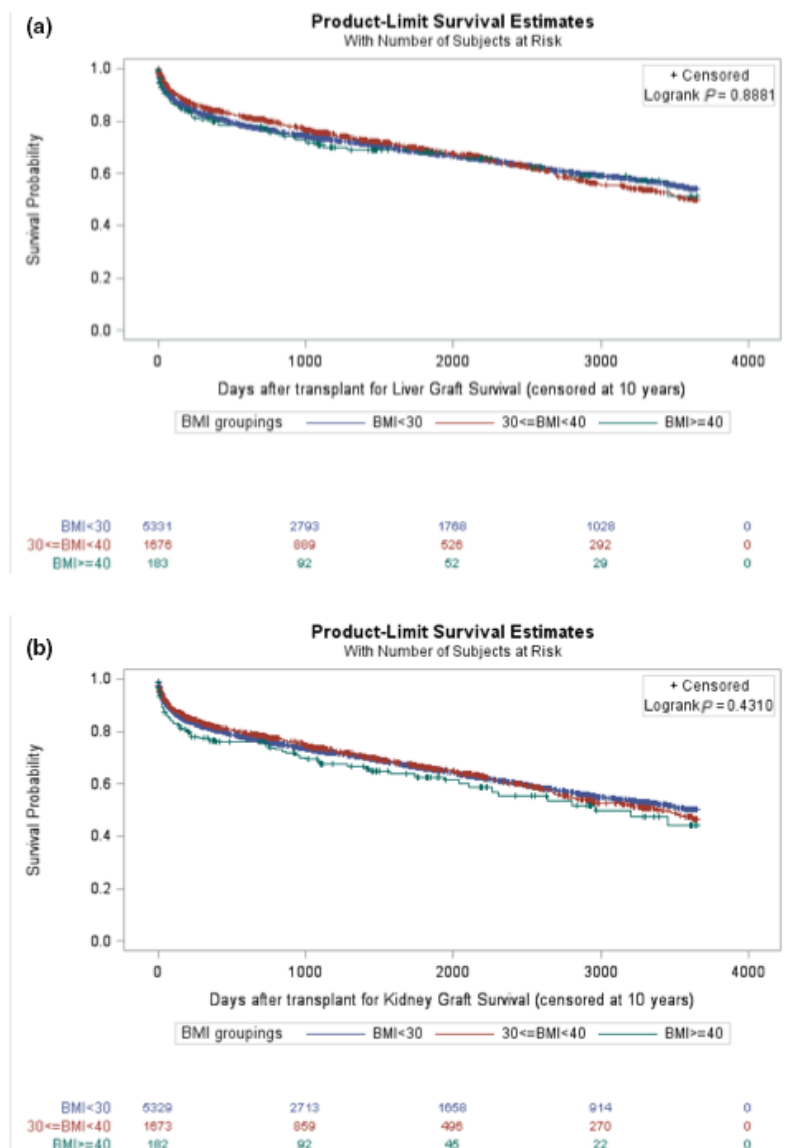 (a)
Product-Limit Survival Estimates
With Number of Subjects at Risk
+ Censored
Logrank P = 0.8881
1.0
0.8
0.6
0.4
0.2
0.0
Survival Probability
0 1000 2000 3000 4000
Days after transplant for Liver Graft Survival (censored at 10 years)
BMI groupings BMI<30 30<=BMI<40 BMI>=40
BMI<30 5331 2793 1768 1028 0
30<=BMI<40 1676 889 526 292 0
BMI>=40 183 92 52 29 0
(b)
Product-Limit Survival Estimates
With Number of Subjects at Risk
+ Censored
Logrank P = 0.4310
1.0
0.8
0.6
0.4
0.2
0.0
Survival Probability
0 1000 2000 3000 4000
Days after transplant for Kidney Graft Survival (censored at 10 years)
BMI groupings BMI<30 30<=BMI<40 BMI>=40
BMI<30 5329 2713 1658 914 0
30<=BMI<40 1673 859 496 270 0
BMI>=40 182 92 45 22 0